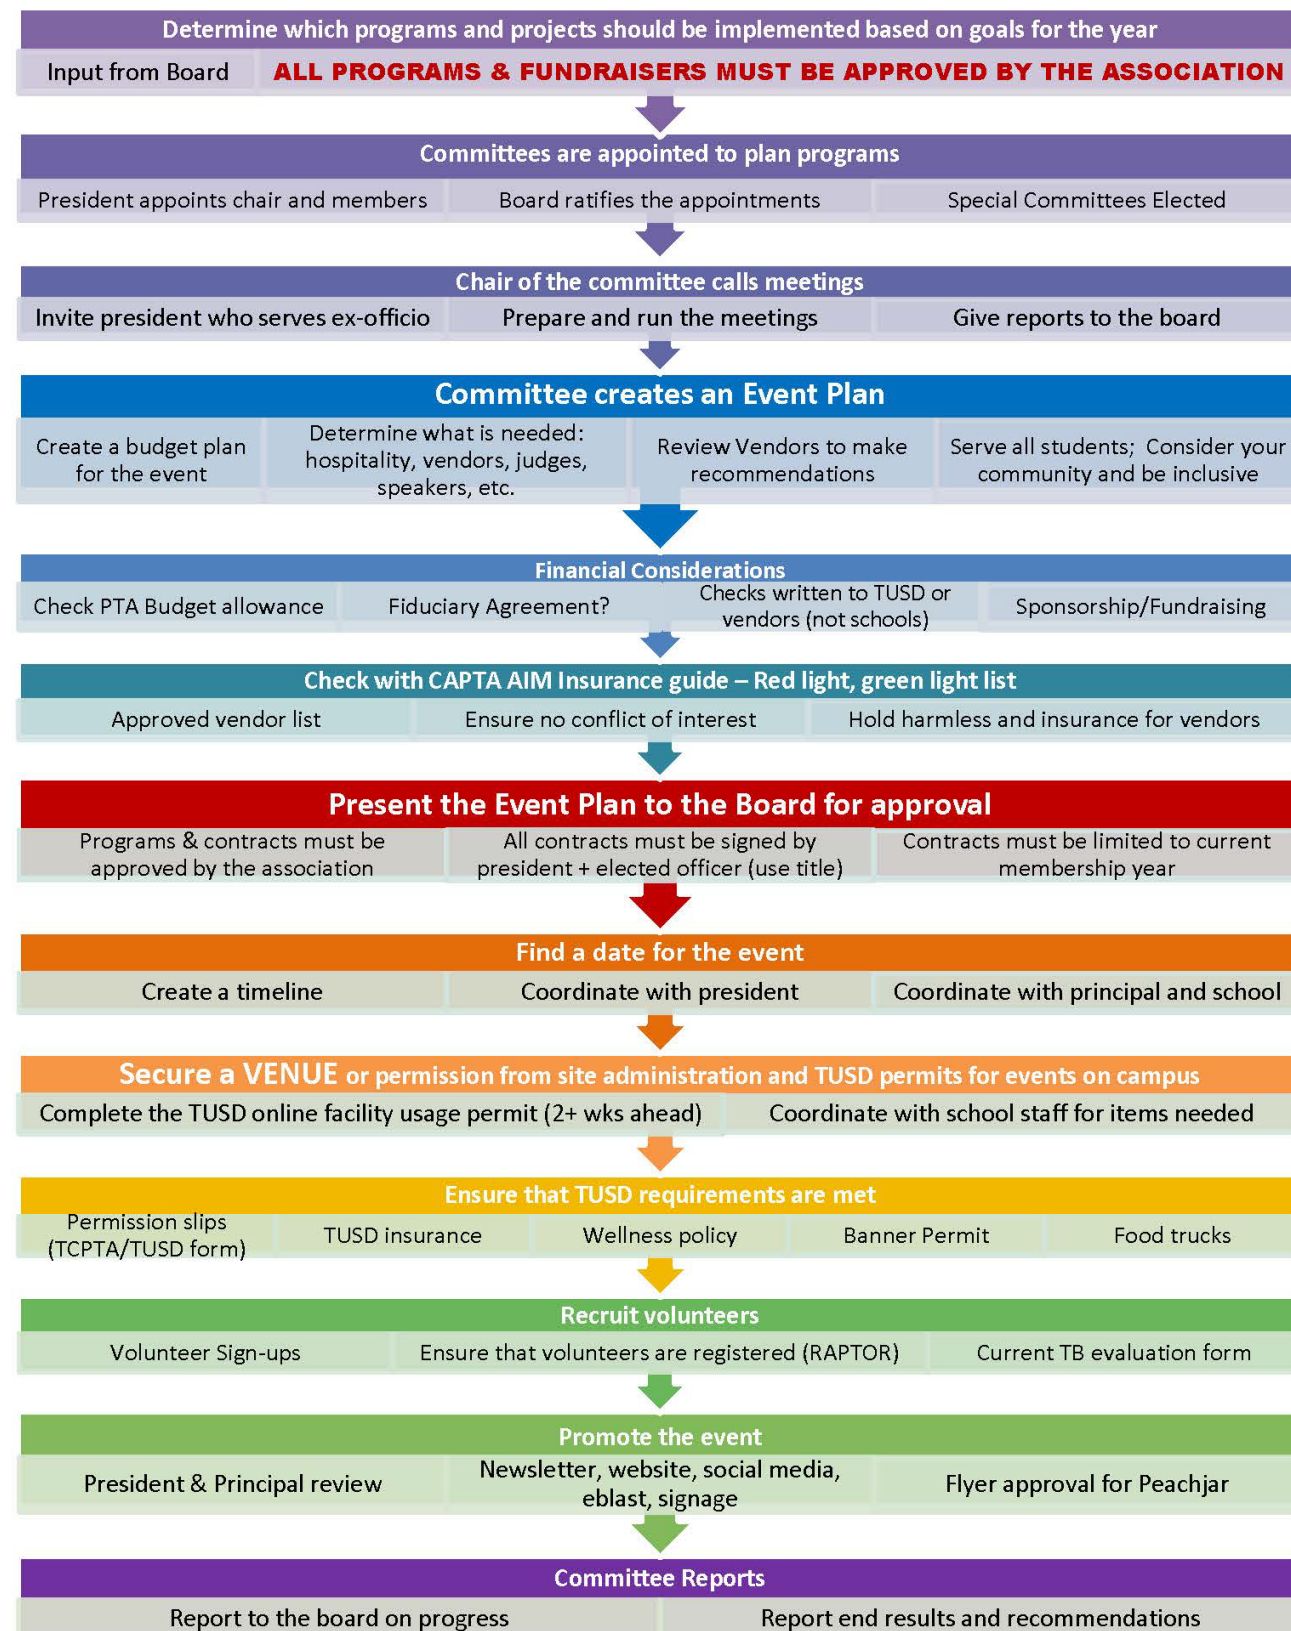 Determine which programs and projects should be implemented based on goals for the year
Input from Board
ALL PROGRAMS & FUNDRAISERS MUST BE APPROVED BY THE ASSOCIATION
Committees are appointed to plan programs
President appoints chair and members
Board ratifies the appointments
Special Committees Elected
Chair of the committee calls meetings
Invite president who serves ex-officio
Prepare and run the meetings
Give reports to the board
Committee creates an Event Plan
Create a budget plan
for the event
Determine what is needed:
hospitality, vendors, judges,
speakers, etc.
Review Vendors to make
recommendations
Serve all students; Consider your
community and be inclusive
Financial Considerations
Check PTA Budget allowance
Fiduciary Agreement?
Checks written to TUSD or
vendors (not schools)
Sponsorship/Fundraising
Check with CAPTA AIM Insurance guide – Red light, green light list
Approved vendor list
Ensure no conflict of interest
Hold harmless and insurance for vendors
Present the Event Plan to the Board for approval
Programs & contracts must be
approved by the association
All contracts must be signed by
president + elected officer (use title)
Contracts must be limited to current
membership year
Find a date for the event
Create a timeline
Coordinate with president
Coordinate with principal and school
Secure a VENUE or permission from site administration and TUSD permits for events on campus
Complete the TUSD online facility usage permit (2+ wks ahead)
Coordinate with school staff for items needed
Ensure that TUSD requirements are met
Permission slips
(TCPTA/TUSD form)
TUSD insurance
Wellness policy
Banner Permit
Food trucks
Recruit volunteers
Volunteer Sign-ups
Ensure that volunteers are registered (RAPTOR)
Current TB evaluation form
Promote the event
President & Principal review
Newsletter, website, social media,
eblast, signage
Flyer approval for Peachjar
Committee Reports
Report to the board on progress
Report end results and recommendations